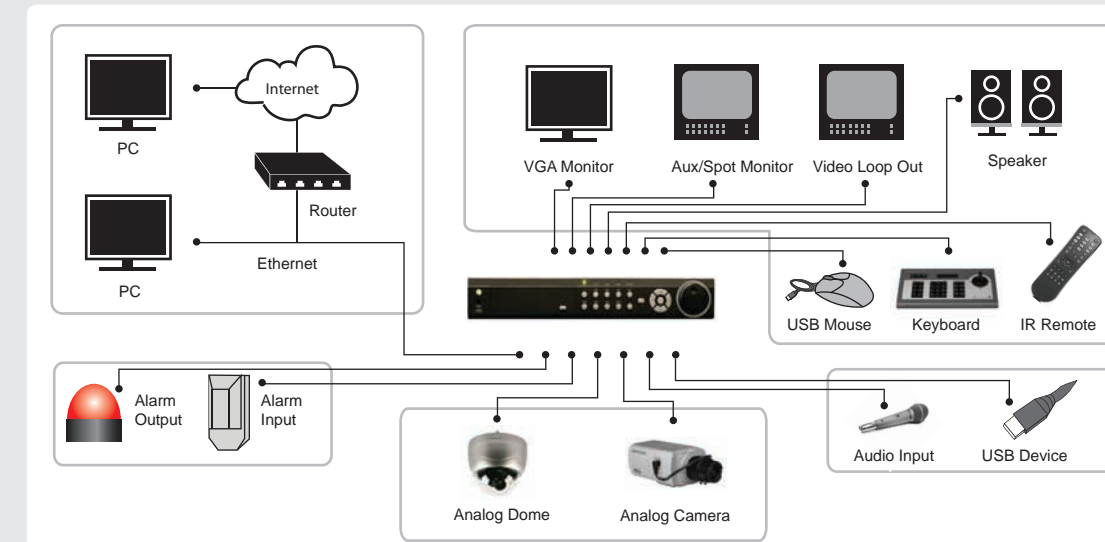 Internet
PC
Router
Ethernet
PC
VGA Monitor
Aux/Spot Monitor
Video Loop Out
Speaker
USB Mouse
Keyboard
IR Remote
Alarm
Output
Alarm
Input
Analog Dome
Analog Camera
Audio Input
USB Device